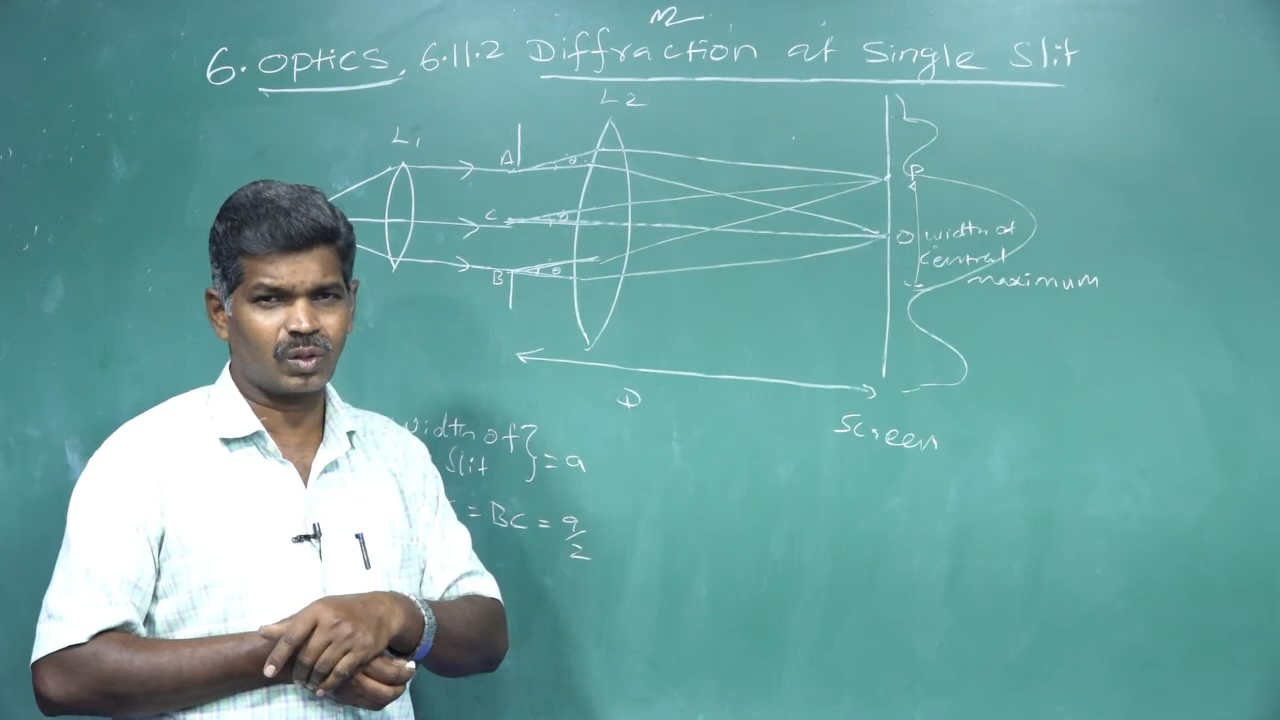 6. Optics, 6.11.2 Diffraction at Single Slit
L2
L1
A θ
P
C θ
O width of
central
maximum
B θ
D
Screen
width of
Slit } = a
= BC = a/2